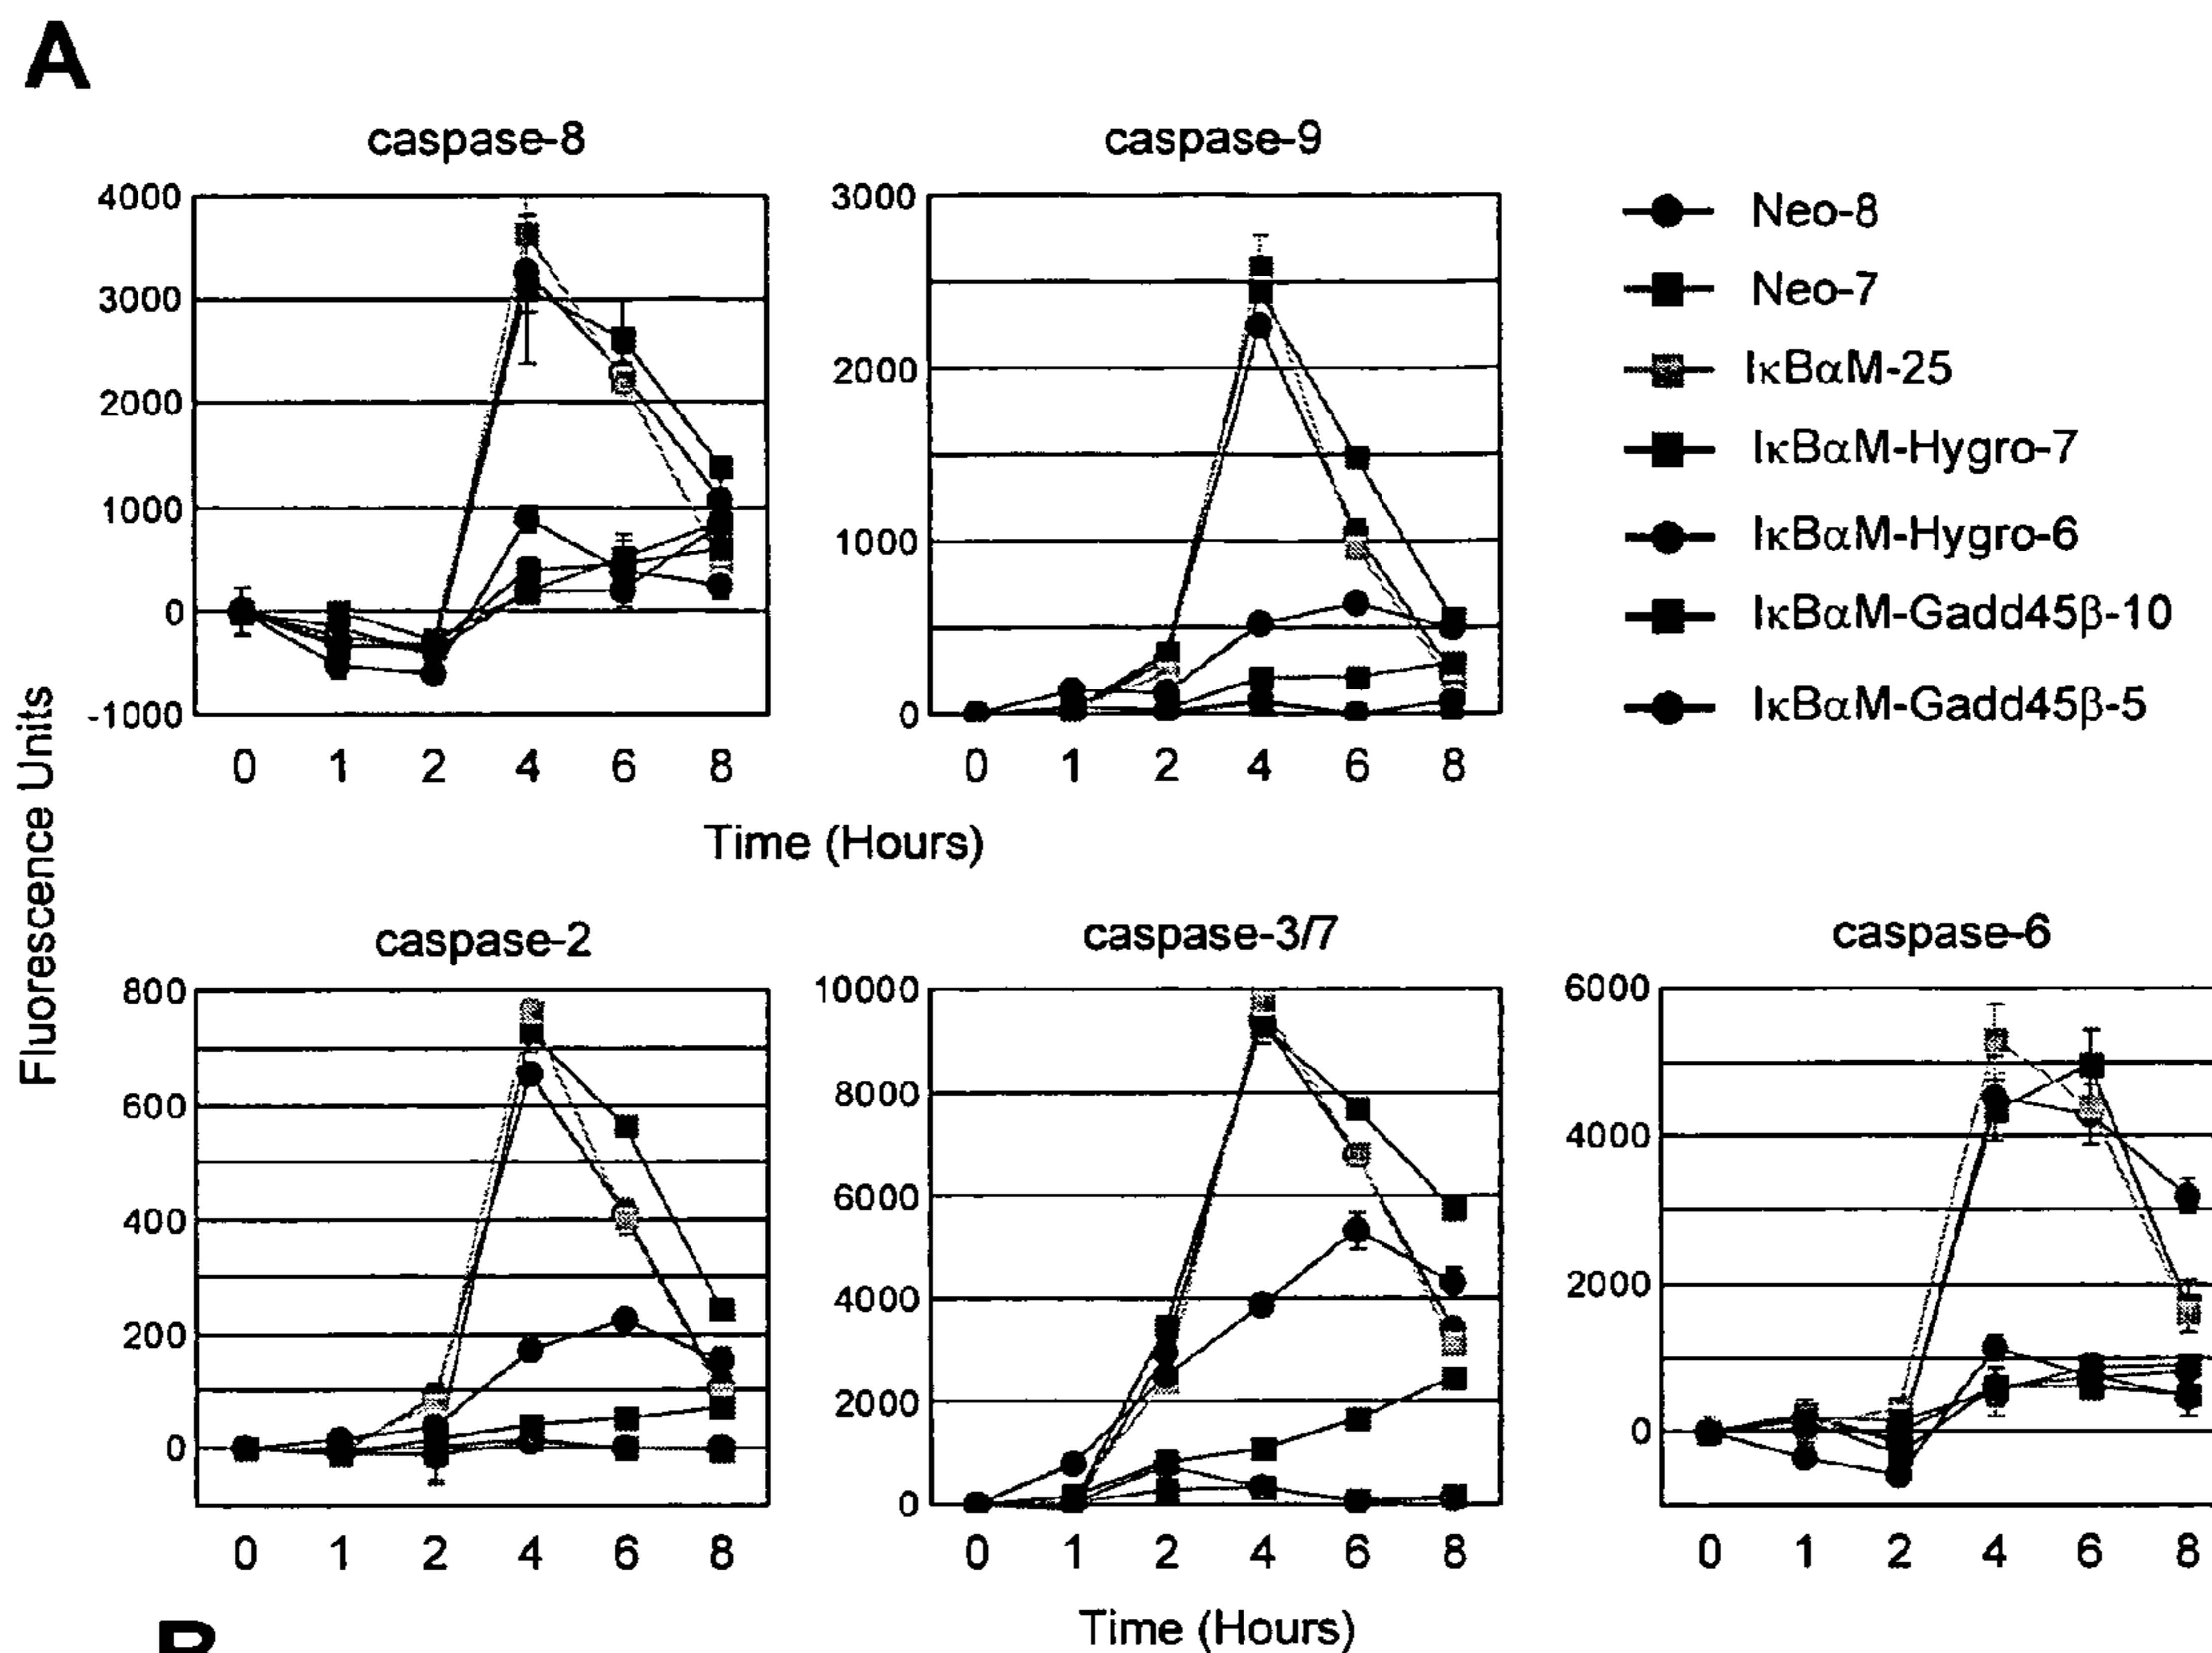 A
caspase-8
4000
3000
2000
1000
0
-1000
0 1 2 4 6 8
caspase-9
3000
2000
1000
0
0 1 2 4 6 8
Neo-8
Neo-7
IκBαM-25
IκBαM-Hygro-7
IκBαM-Hygro-6
IκBαM-Gadd45β-10
IκBαM-Gadd45β-5
Fluorescence Units
Time (Hours)
caspase-2
800
600
400
200
0
0 1 2 4 6 8
caspase-3/7
10000
8000
6000
4000
2000
0
0 1 2 4 6 8
caspase-6
6000
4000
2000
0
0 1 2 4 6 8
Time (Hours)
B